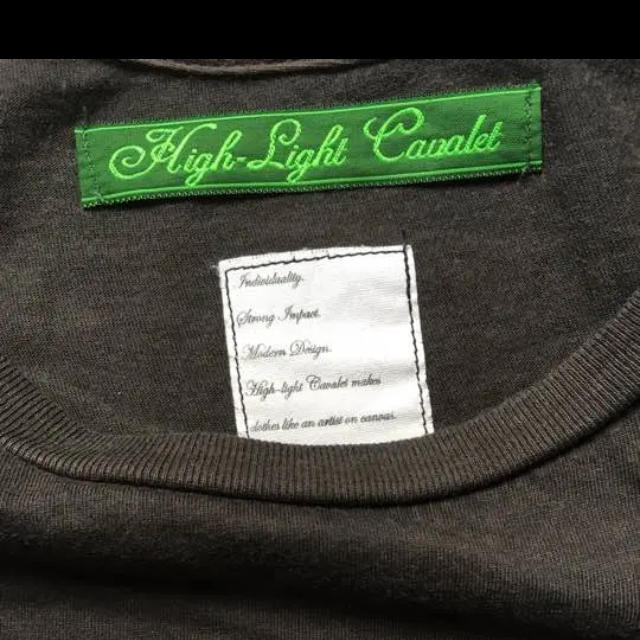 High-Light Cavalet
Individuality.
Strong Impact.
Modern Design.
High-light Cavalet makes
clothes like an artist on canvas.